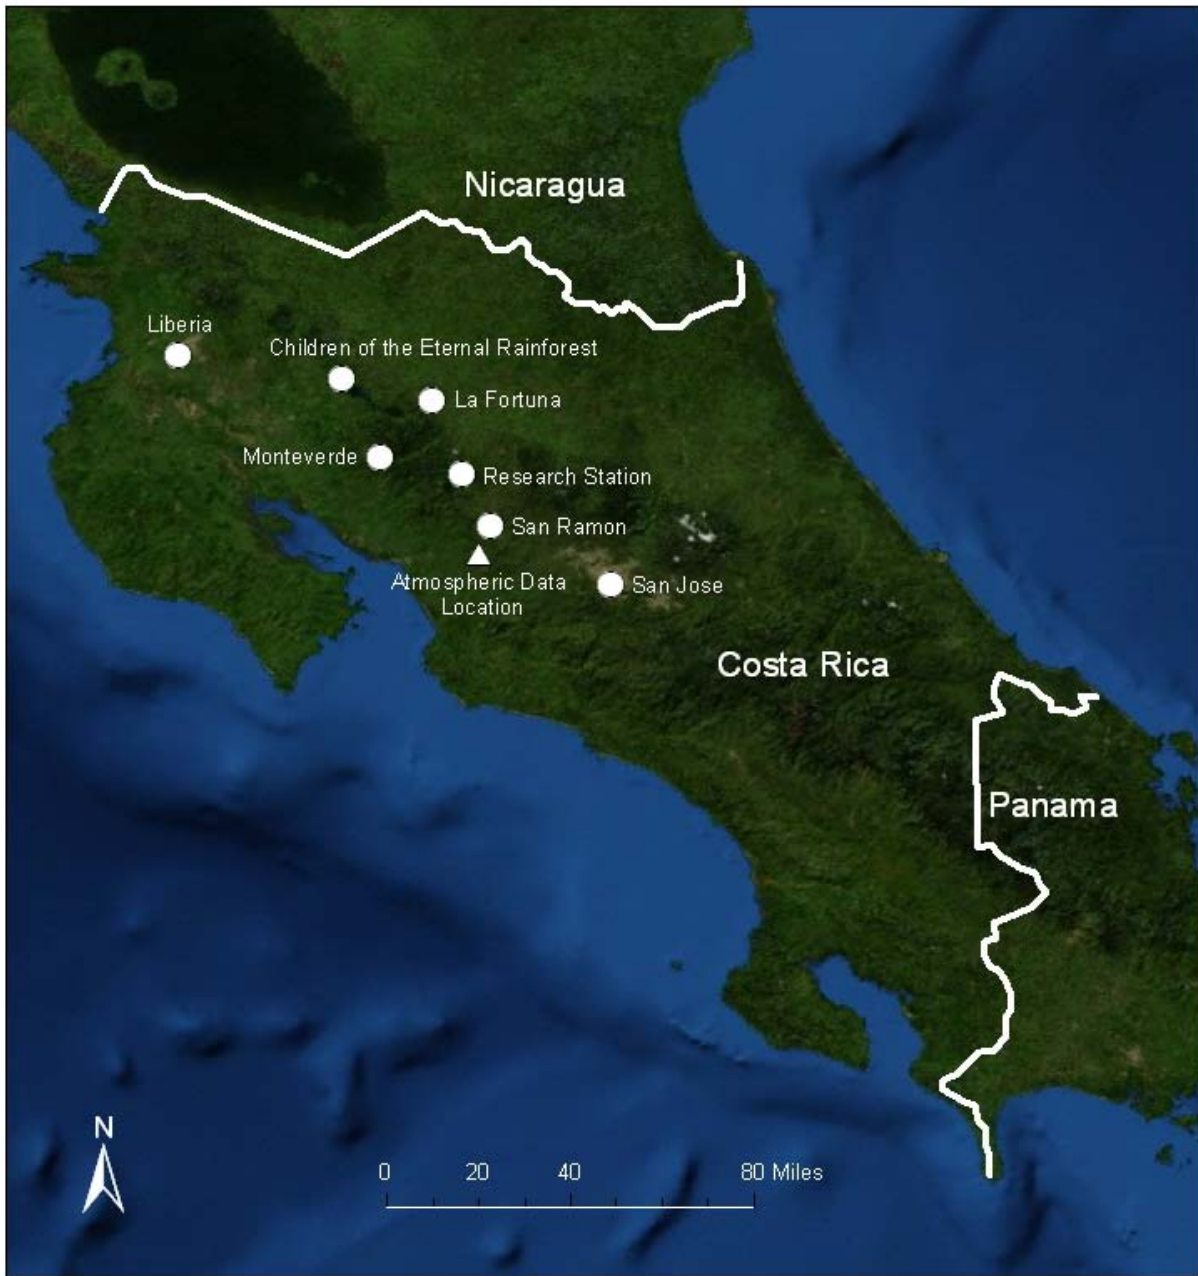 Nicaragua
Liberia
Children of the Eternal Rainforest
La Fortuna
Monteverde
Research Station
San Ramon
Atmospheric Data
Location
San Jose
Costa Rica
Panama
N
0 20 40 80 Miles